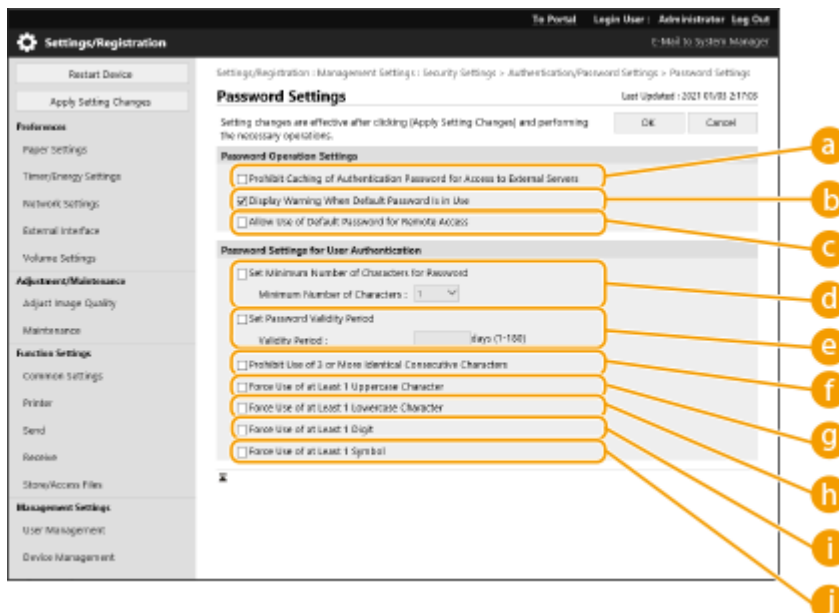 To Portal Login User : Administrator Log Out
Settings/Registration
E-Mail to System Manager
Restart Device
Apply Setting Changes
Preferences
Paper Settings
Timer/Energy Settings
Network Settings
External Interface
Volume Settings
Adjustment/Maintenance
Adjust Image Quality
Maintenance
Function Settings
Common Settings
Printer
Send
Receive
Store/Access Files
Management Settings
User Management
Device Management
Settings/Registration : Management Settings : Security Settings > Authentication/Password Settings > Password Settings
Password Settings
Last Updated : 2021 01/03 2:17:05
Setting changes are effective after clicking [Apply Setting Changes] and performing
the necessary operations.
OK
Cancel
Password Operation Settings
Prohibit Caching of Authentication Password for Access to External Servers
Display Warning When Default Password Is in Use
Allow Use of Default Password for Remote Access
Password Settings for User Authentication
Set Minimum Number of Characters for Password
Minimum Number of Characters : 1
Set Password Validity Period
Validity Period : days (1-180)
Prohibit Use of 3 or More Identical Consecutive Characters
Force Use of at Least 1 Uppercase Character
Force Use of at Least 1 Lowercase Character
Force Use of at Least 1 Digit
Force Use of at Least 1 Symbol
a
b
c
d
e
f
g
h
i
j